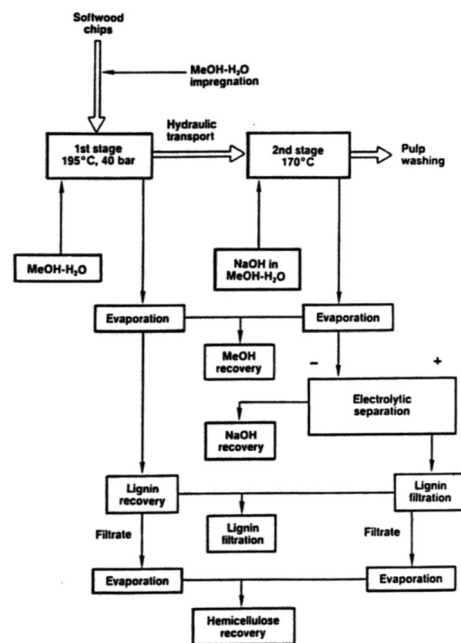 Softwood
chips
MeOH-H₂O
impregnation
Hydraulic
transport
1st stage
195°C, 40 bar
2nd stage
170°C
Pulp
washing
MeOH-H₂O
NaOH in
MeOH-H₂O
Evaporation
Evaporation
MeOH
recovery
− +
Electrolytic
separation
NaOH
recovery
Lignin
recovery
Lignin
filtration
Lignin
filtration
Filtrate
Filtrate
Evaporation
Evaporation
Hemicellulose
recovery